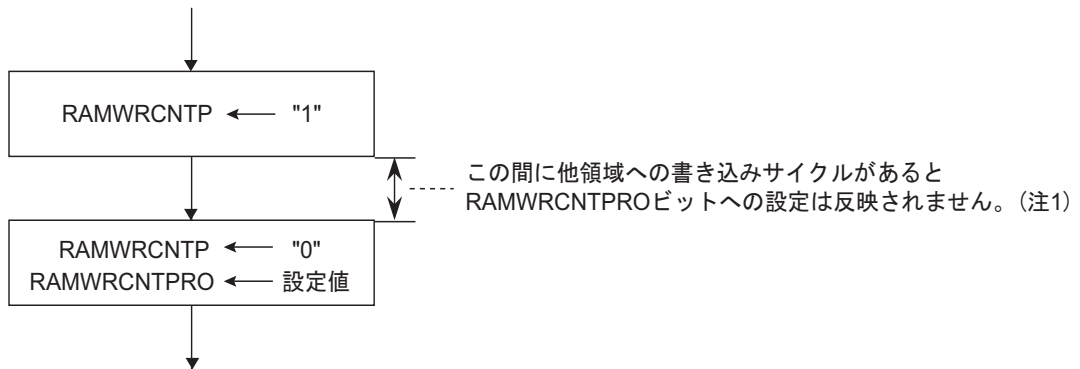 RAMWRCNTP ← "1"
この間に他領域への書き込みサイクルがあると
RAMWRCNTPROビットへの設定は反映されません。(注1)
RAMWRCNTP ← "0"
RAMWRCNTPRO ← 設定値